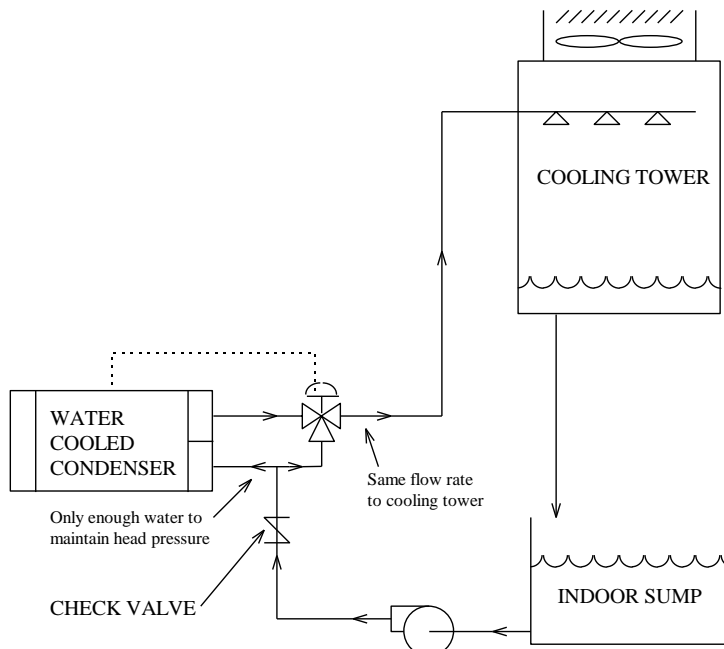 COOLING TOWER
WATER
COOLED
CONDENSER
Same flow rate
to cooling tower
Only enough water to
maintain head pressure
CHECK VALVE
INDOOR SUMP